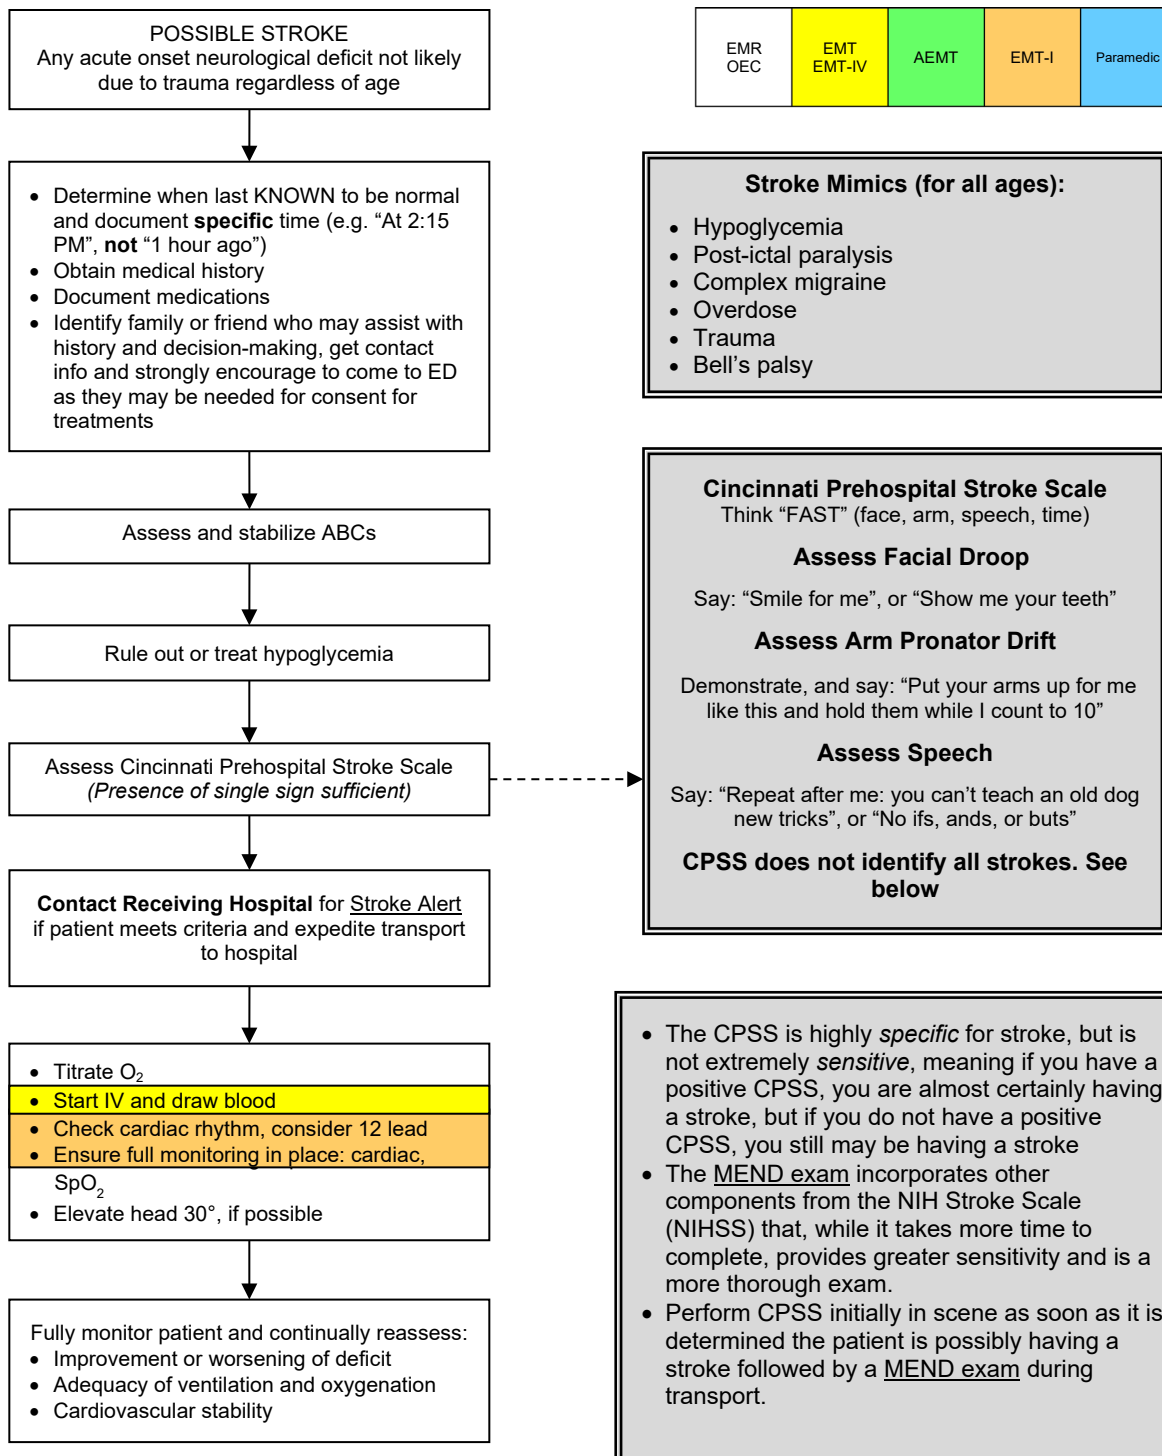 POSSIBLE STROKE
Any acute onset neurological deficit not likely
due to trauma regardless of age
• Determine when last KNOWN to be normal
and document specific time (e.g. “At 2:15
PM”, not “1 hour ago”)
• Obtain medical history
• Document medications
• Identify family or friend who may assist with
history and decision-making, get contact
info and strongly encourage to come to ED
as they may be needed for consent for
treatments
Assess and stabilize ABCs
Rule out or treat hypoglycemia
Assess Cincinnati Prehospital Stroke Scale
(Presence of single sign sufficient)
Contact Receiving Hospital for Stroke Alert
if patient meets criteria and expedite transport
to hospital
• Titrate O2
• Start IV and draw blood
• Check cardiac rhythm, consider 12 lead
• Ensure full monitoring in place: cardiac,
SpO2
• Elevate head 30°, if possible
Fully monitor patient and continually reassess:
• Improvement or worsening of deficit
• Adequacy of ventilation and oxygenation
• Cardiovascular stability
EMR
OEC
EMT
EMT-IV
AEMT
EMT-I
Paramedic
Stroke Mimics (for all ages):
• Hypoglycemia
• Post-ictal paralysis
• Complex migraine
• Overdose
• Trauma
• Bell’s palsy
Cincinnati Prehospital Stroke Scale
Think “FAST” (face, arm, speech, time)
Assess Facial Droop
Say: “Smile for me”, or “Show me your teeth”
Assess Arm Pronator Drift
Demonstrate, and say: “Put your arms up for me
like this and hold them while I count to 10”
Assess Speech
Say: “Repeat after me: you can’t teach an old dog
new tricks”, or “No ifs, ands, or buts”
CPSS does not identify all strokes. See
below
• The CPSS is highly specific for stroke, but is
not extremely sensitive, meaning if you have a
positive CPSS, you are almost certainly having
a stroke, but if you do not have a positive
CPSS, you still may be having a stroke
• The MEND exam incorporates other
components from the NIH Stroke Scale
(NIHSS) that, while it takes more time to
complete, provides greater sensitivity and is a
more thorough exam.
• Perform CPSS initially in scene as soon as it is
determined the patient is possibly having a
stroke followed by a MEND exam during
transport.